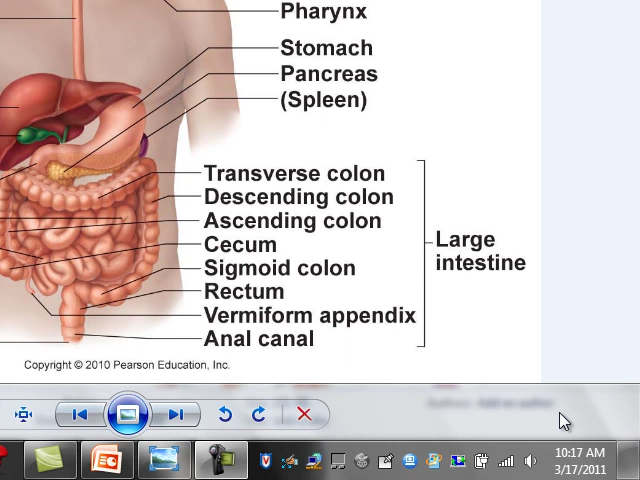 Pharynx
Stomach
Pancreas
(Spleen)
Transverse colon
Descending colon
Ascending colon
Cecum
Sigmoid colon
Rectum
Vermiform appendix
Anal canal
Large
intestine
Copyright © 2010 Pearson Education, Inc.
10:17 AM
3/17/2011